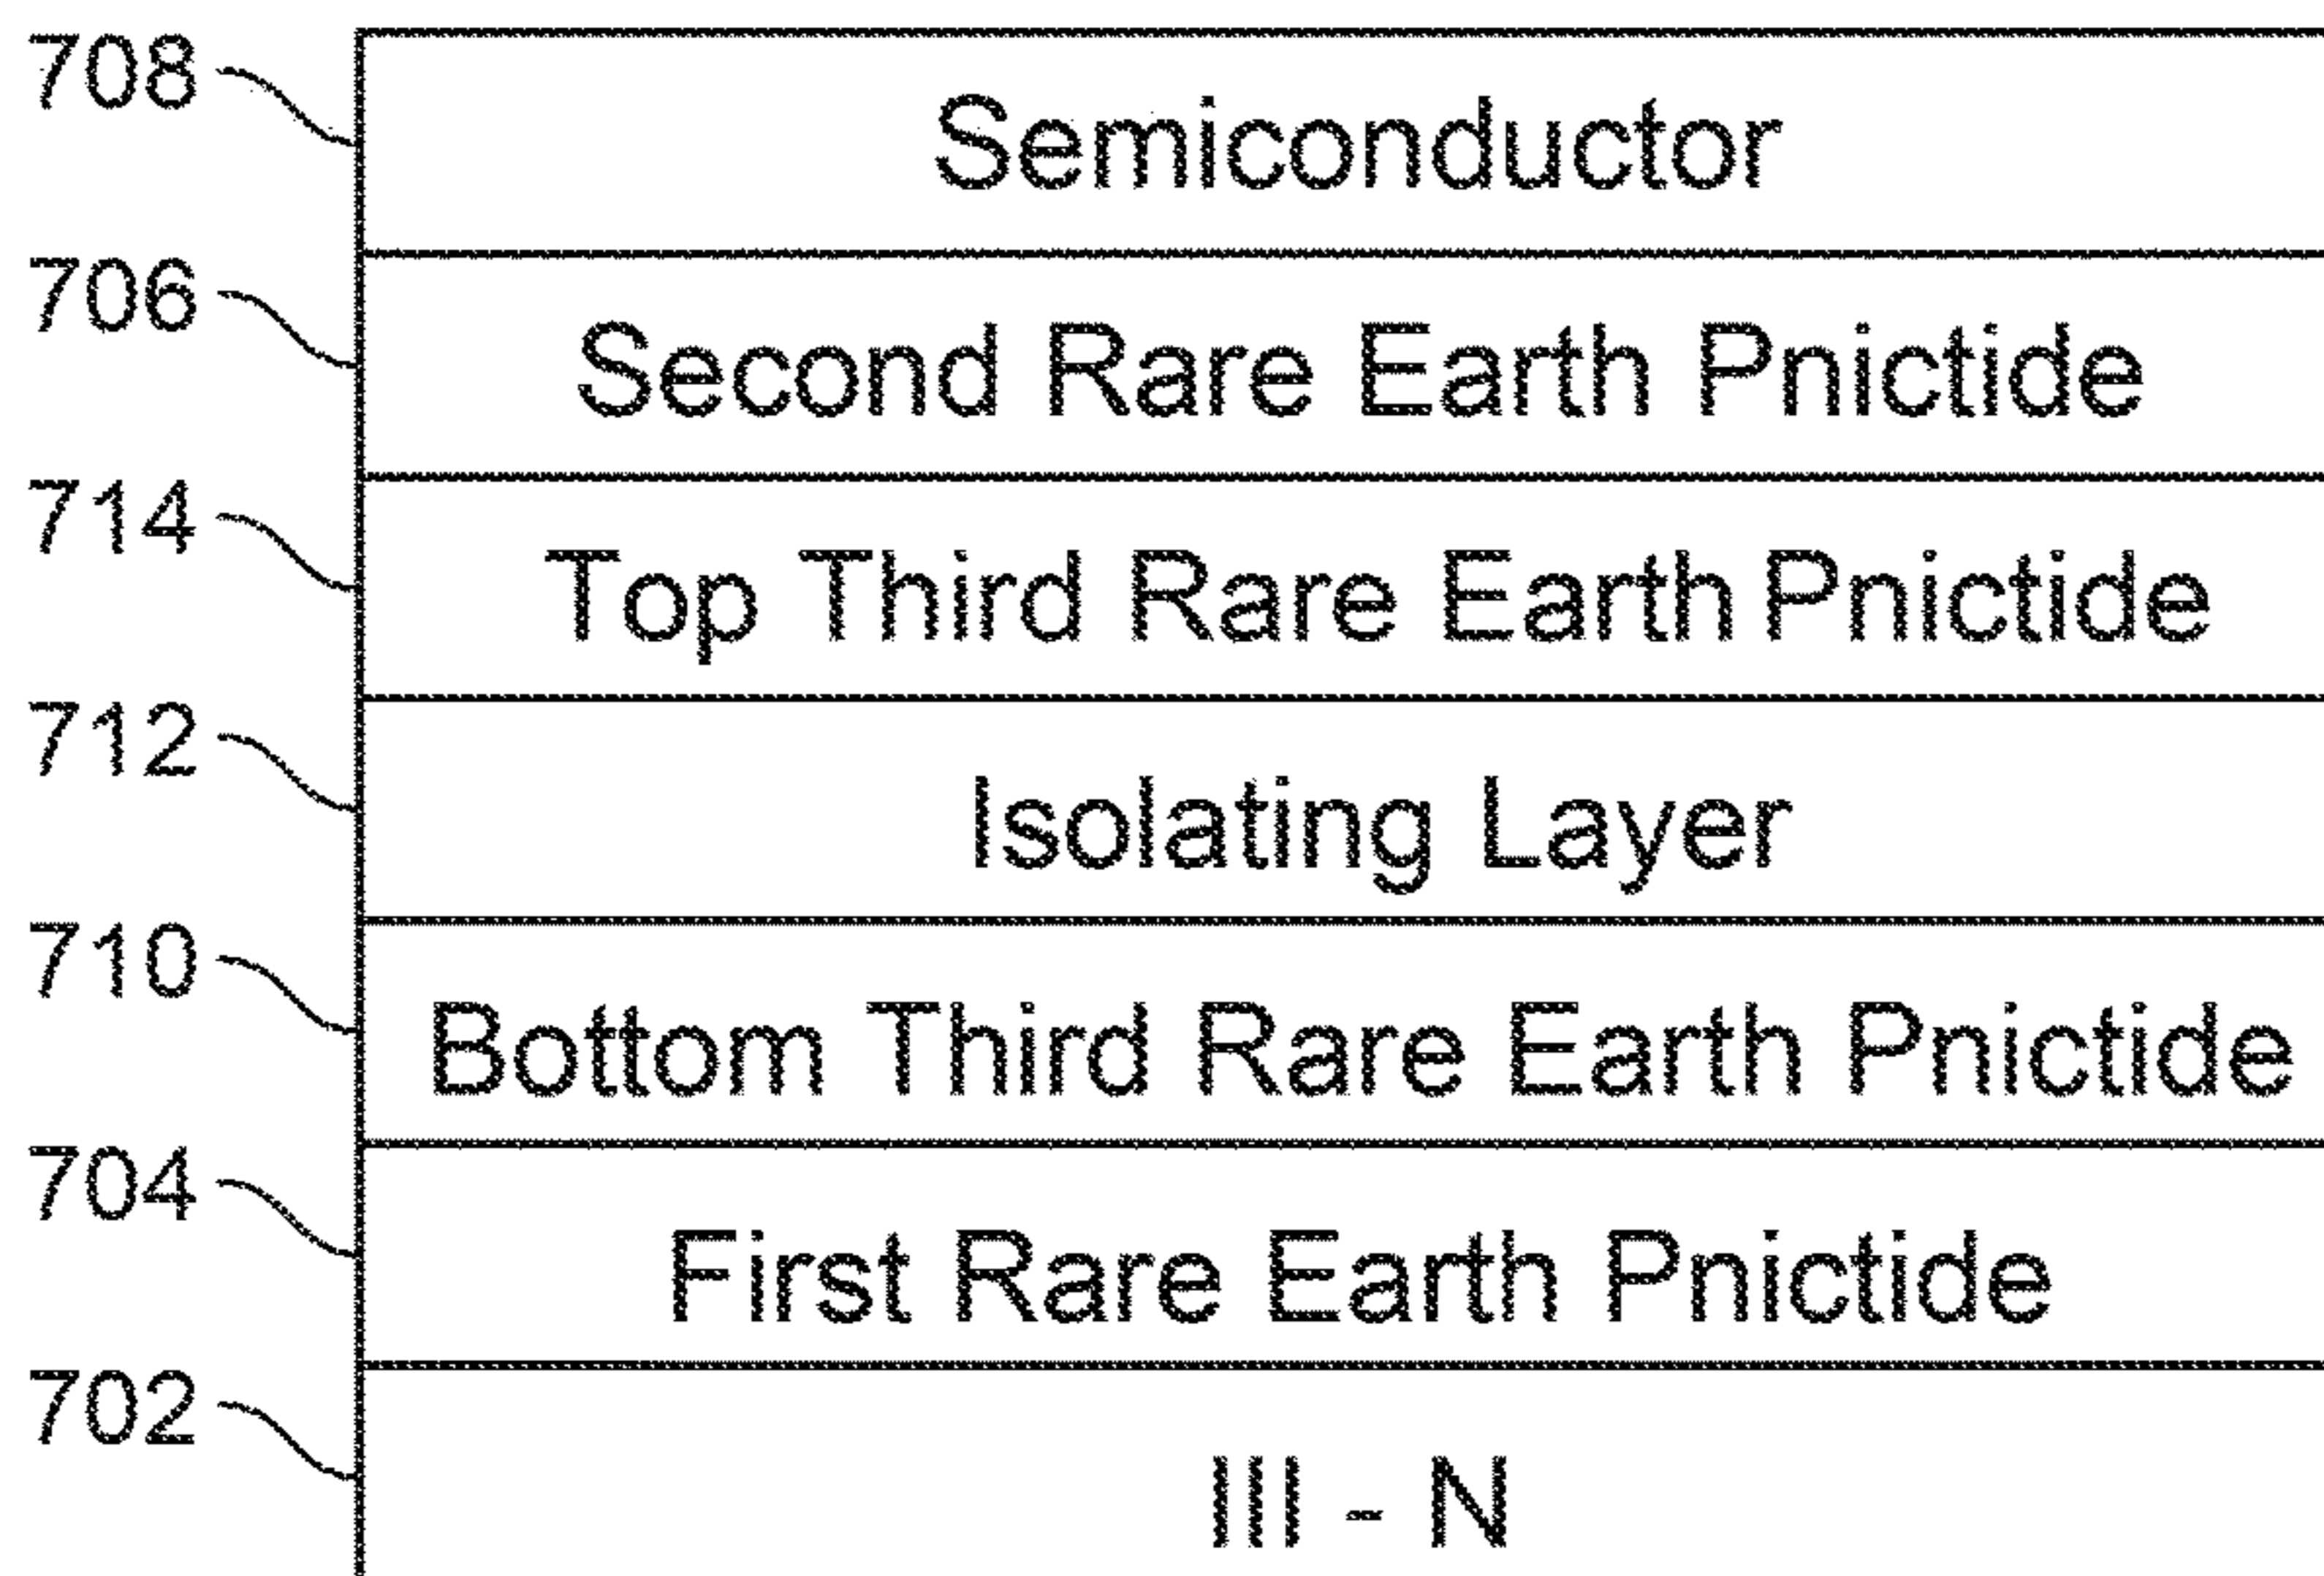 708 Semiconductor
706 Second Rare Earth Pnictide
714 Top Third Rare Earth Pnictide
712 Isolating Layer
710 Bottom Third Rare Earth Pnictide
704 First Rare Earth Pnictide
702 III - N